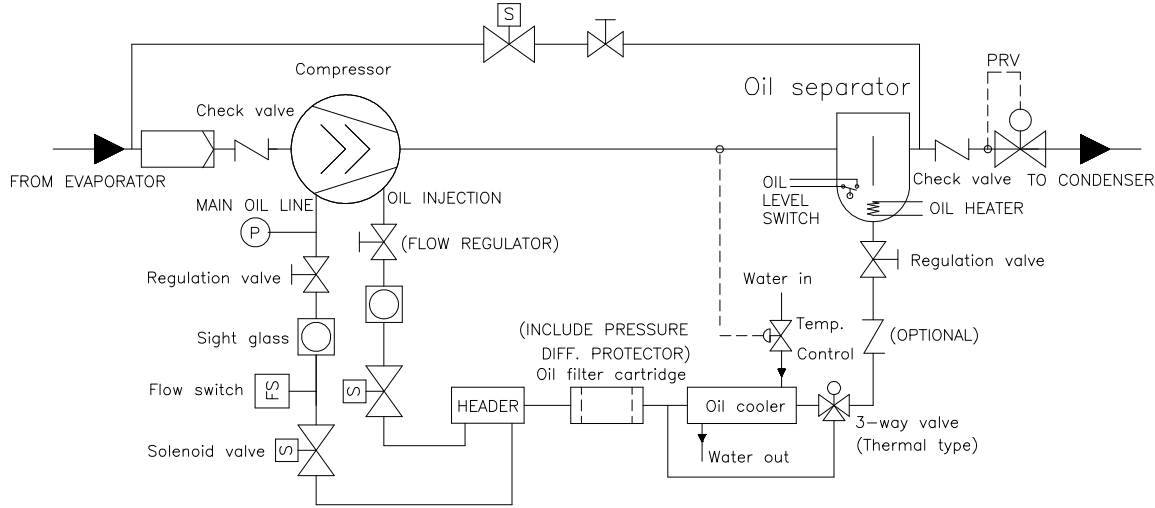 S
Compressor
PRV
Oil separator
Check valve
FROM EVAPORATOR
Check valve
TO CONDENSER
OIL
LEVEL
SWITCH
OIL HEATER
MAIN OIL LINE
OIL INJECTION
P
(FLOW REGULATOR)
Regulation valve
Regulation valve
Water in
Sight glass
(INCLUDE PRESSURE
DIFF. PROTECTOR)
Oil filter cartridge
Temp.
Control
(OPTIONAL)
Flow switch
FS
S
HEADER
Oil cooler
3-way valve
(Thermal type)
Solenoid valve
S
Water out